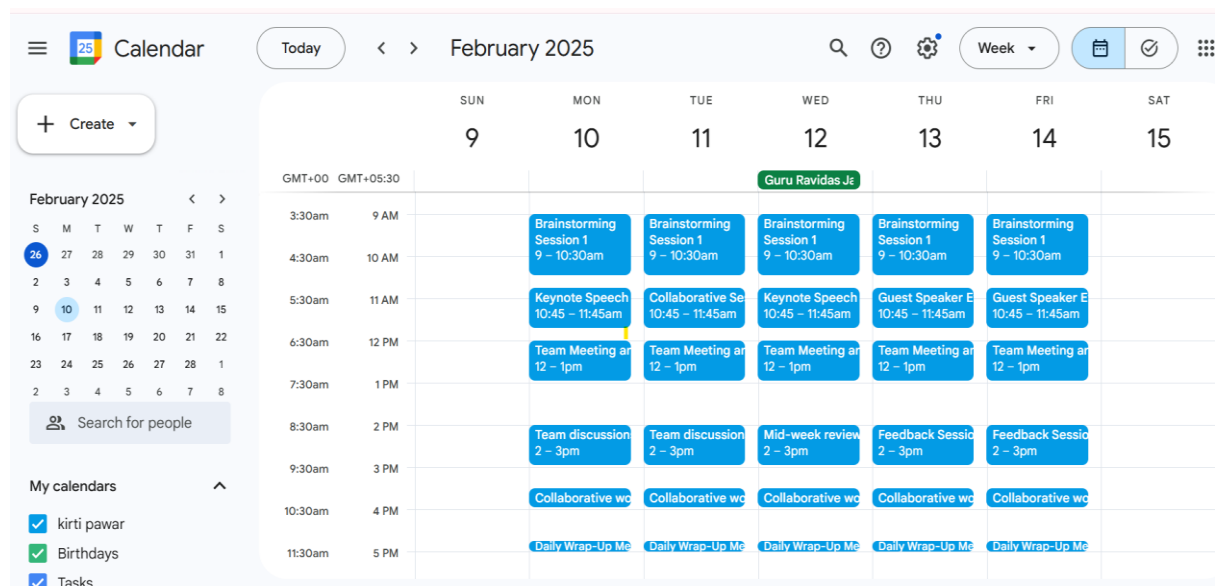 25 Calendar Today February 2025 Week
Create
SUN MON TUE WED THU FRI SAT
9 10 11 12 13 14 15
GMT+00 GMT+05:30
Guru Ravidas Ja
February 2025
S M T W T F S
26 27 28 29 30 31 1
2 3 4 5 6 7 8
9 10 11 12 13 14 15
16 17 18 19 20 21 22
23 24 25 26 27 28 1
2 3 4 5 6 7 8
Search for people
My calendars
kirti pawar
Birthdays
Tasks
3:30am 9 AM
4:30am 10 AM
5:30am 11 AM
6:30am 12 PM
7:30am 1 PM
8:30am 2 PM
9:30am 3 PM
10:30am 4 PM
11:30am 5 PM
Brainstorming
Session 1
9 – 10:30am
Keynote Speech
10:45 – 11:45am
Team Meeting ar
12 – 1pm
Team discussion
2 – 3pm
Collaborative wo
Daily Wrap-Up Me
Brainstorming
Session 1
9 – 10:30am
Collaborative Se
10:45 – 11:45am
Team Meeting ar
12 – 1pm
Team discussion
2 – 3pm
Collaborative wo
Daily Wrap-Up Me
Brainstorming
Session 1
9 – 10:30am
Keynote Speech
10:45 – 11:45am
Team Meeting ar
12 – 1pm
Mid-week review
2 – 3pm
Collaborative wo
Daily Wrap-Up Me
Brainstorming
Session 1
9 – 10:30am
Guest Speaker E
10:45 – 11:45am
Team Meeting ar
12 – 1pm
Feedback Sessio
2 – 3pm
Collaborative wo
Daily Wrap-Up Me
Brainstorming
Session 1
9 – 10:30am
Guest Speaker E
10:45 – 11:45am
Team Meeting ar
12 – 1pm
Feedback Sessio
2 – 3pm
Collaborative wo
Daily Wrap-Up Me